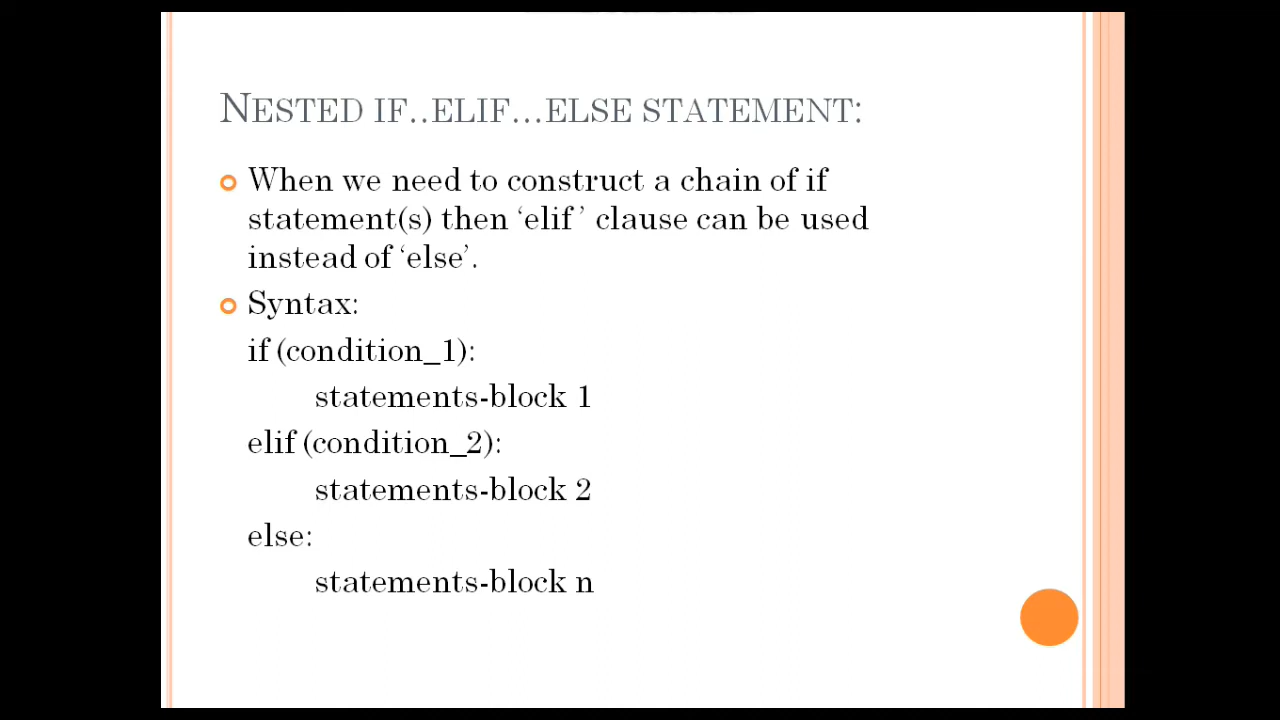 NESTED IF..ELIF...ELSE STATEMENT:
When we need to construct a chain of if
statement(s) then ‘elif’ clause can be used
instead of ‘else’.
Syntax:
if (condition_1):
statements-block 1
elif (condition_2):
statements-block 2
else:
statements-block n